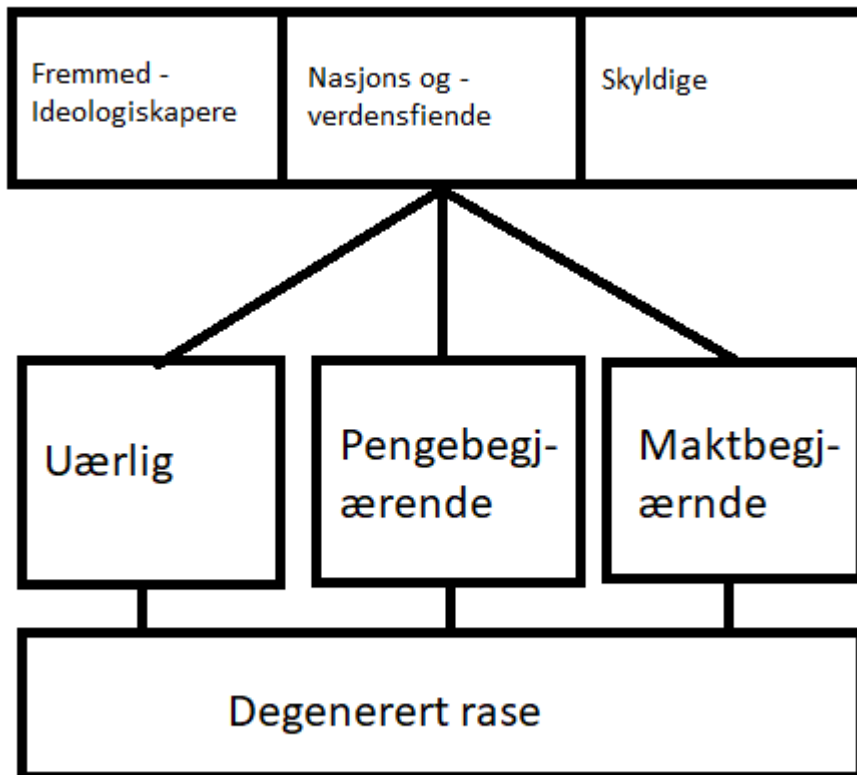 Fremmed -
Ideologiskapere
Nasjons og -
verdensfiende
Skyldige
Uærlig
Pengebegj-
ærende
Maktbegj-
ærnde
Degenerert rase